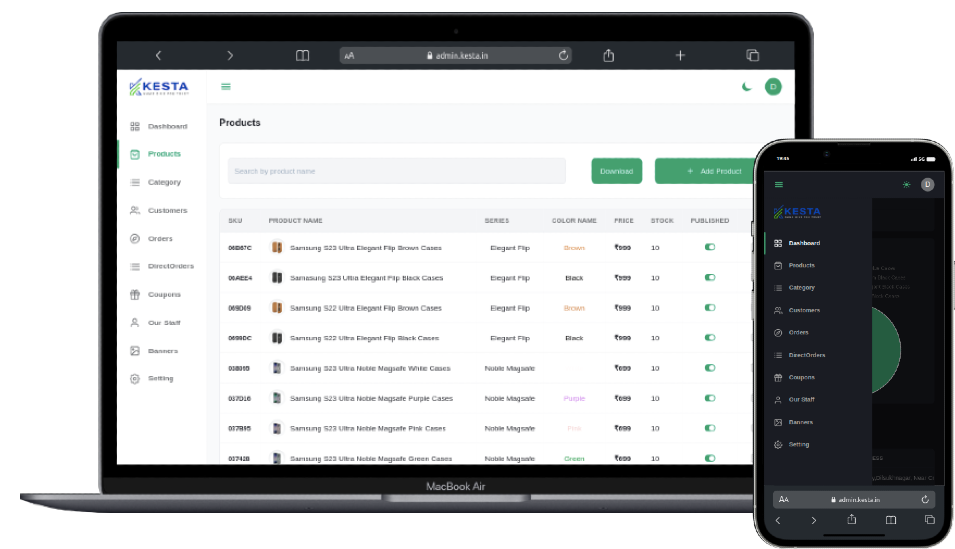 AA admin.kesta.in
KESTA
D
Dashboard
Products
Category
Customers
Orders
DirectOrders
Coupons
Our Staff
Banners
Setting
Products
Search by product name
Download
+ Add Product
SKU PRODUCT NAME SERIES COLOR NAME PRICE STOCK PUBLISHED
Samsung S23 Ultra Elegant Flip Brown Cases Elegant Flip Brown ₹999 10
Samsung S23 Ultra Elegant Flip Black Cases Elegant Flip Black ₹999 10
Samsung S22 Ultra Elegant Flip Brown Cases Elegant Flip Brown ₹999 10
Samsung S22 Ultra Elegant Flip Black Cases Elegant Flip Black ₹999 10
Samsung S23 Ultra Noble Magsafe White Cases Noble Magsafe ₹699 10
037D16 Samsung S23 Ultra Noble Magsafe Purple Cases Noble Magsafe Purple ₹699 10
Samsung S23 Ultra Noble Magsafe Pink Cases Noble Magsafe Pink ₹699 10
Samsung S23 Ultra Noble Magsafe Green Cases Noble Magsafe Green ₹699 10
MacBook Air
5G
D
KESTA
Dashboard
Products
Category
Customers
Orders
DirectOrders
Coupons
Our Staff
Banners
Setting
AA admin.kesta.in